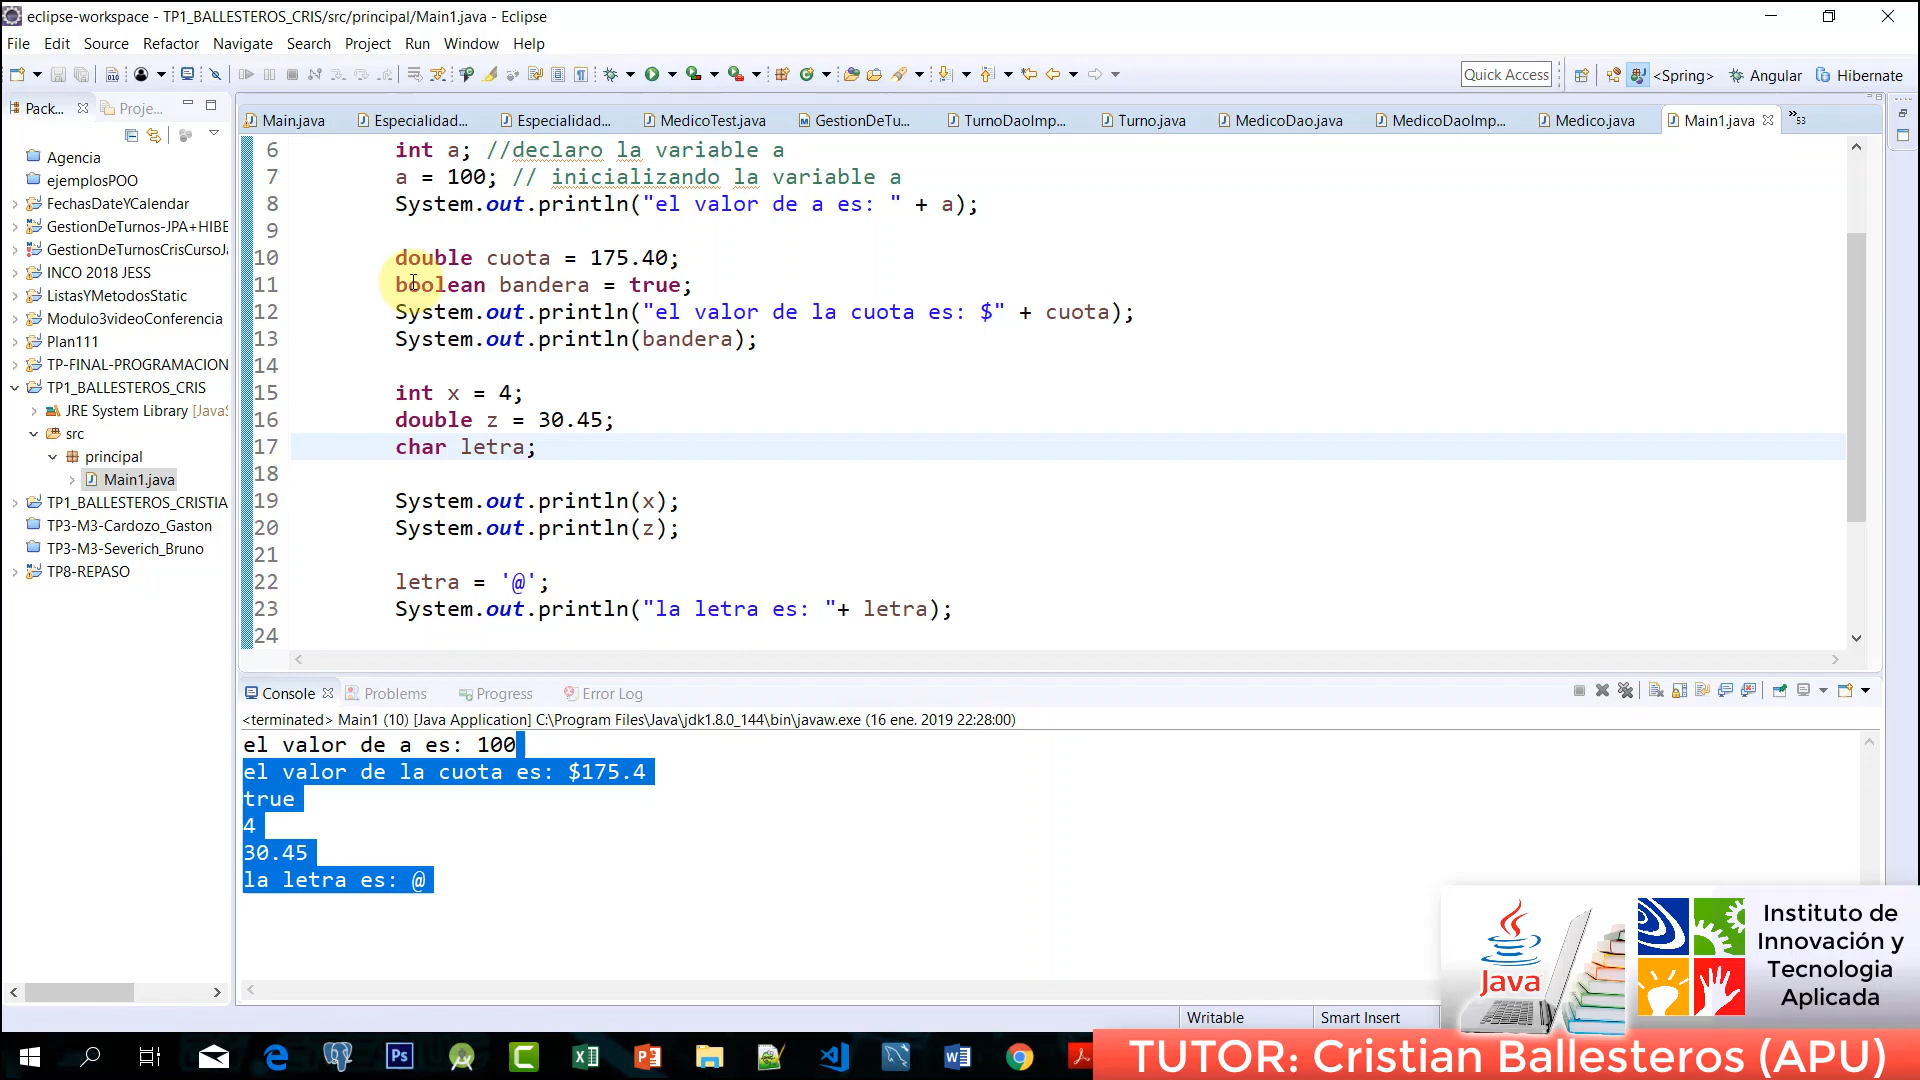 eclipse-workspace - TP1_BALLESTEROS_CRIS/src/principal/Main1.java - Eclipse
File Edit Source Refactor Navigate Search Project Run Window Help
Quick Access <Spring> Angular Hibernate
Pack... Proje...
Main.java Especialidad... Especialidad... MedicoTest.java GestionDeTu... TurnoDaoImp... Turno.java MedicoDao.java MedicoDaoImp... Medico.java Main1.java »53
Agencia
ejemplosPOO
FechasDateYCalendar
GestionDeTurnos-JPA+HIBE
GestionDeTurnosCrisCursoJa
INCO 2018 JESS
ListasYMetodosStatic
Modulo3videoConferencia
Plan111
TP-FINAL-PROGRAMACION
TP1_BALLESTEROS_CRIS
JRE System Library [JavaS
src
principal
Main1.java
TP1_BALLESTEROS_CRISTIA
TP3-M3-Cardozo_Gaston
TP3-M3-Severich_Bruno
TP8-REPASO
6 int a; //declaro la variable a
7 a = 100; // inicializando la variable a
8 System.out.println("el valor de a es: " + a);
9
10 double cuota = 175.40;
11 boolean bandera = true;
12 System.out.println("el valor de la cuota es: $" + cuota);
13 System.out.println(bandera);
14
15 int x = 4;
16 double z = 30.45;
17 char letra;
18
19 System.out.println(x);
20 System.out.println(z);
21
22 letra = '@';
23 System.out.println("la letra es: "+ letra);
24
Console Problems Progress Error Log
<terminated> Main1 (10) [Java Application] C:\Program Files\Java\jdk1.8.0_144\bin\javaw.exe (16 ene. 2019 22:28:00)
el valor de a es: 100
el valor de la cuota es: $175.4
true
4
30.45
la letra es: @
Writable Smart Insert
Java
Instituto de
Innovación y
Tecnologia
Aplicada
TUTOR: Cristian Ballesteros (APU)